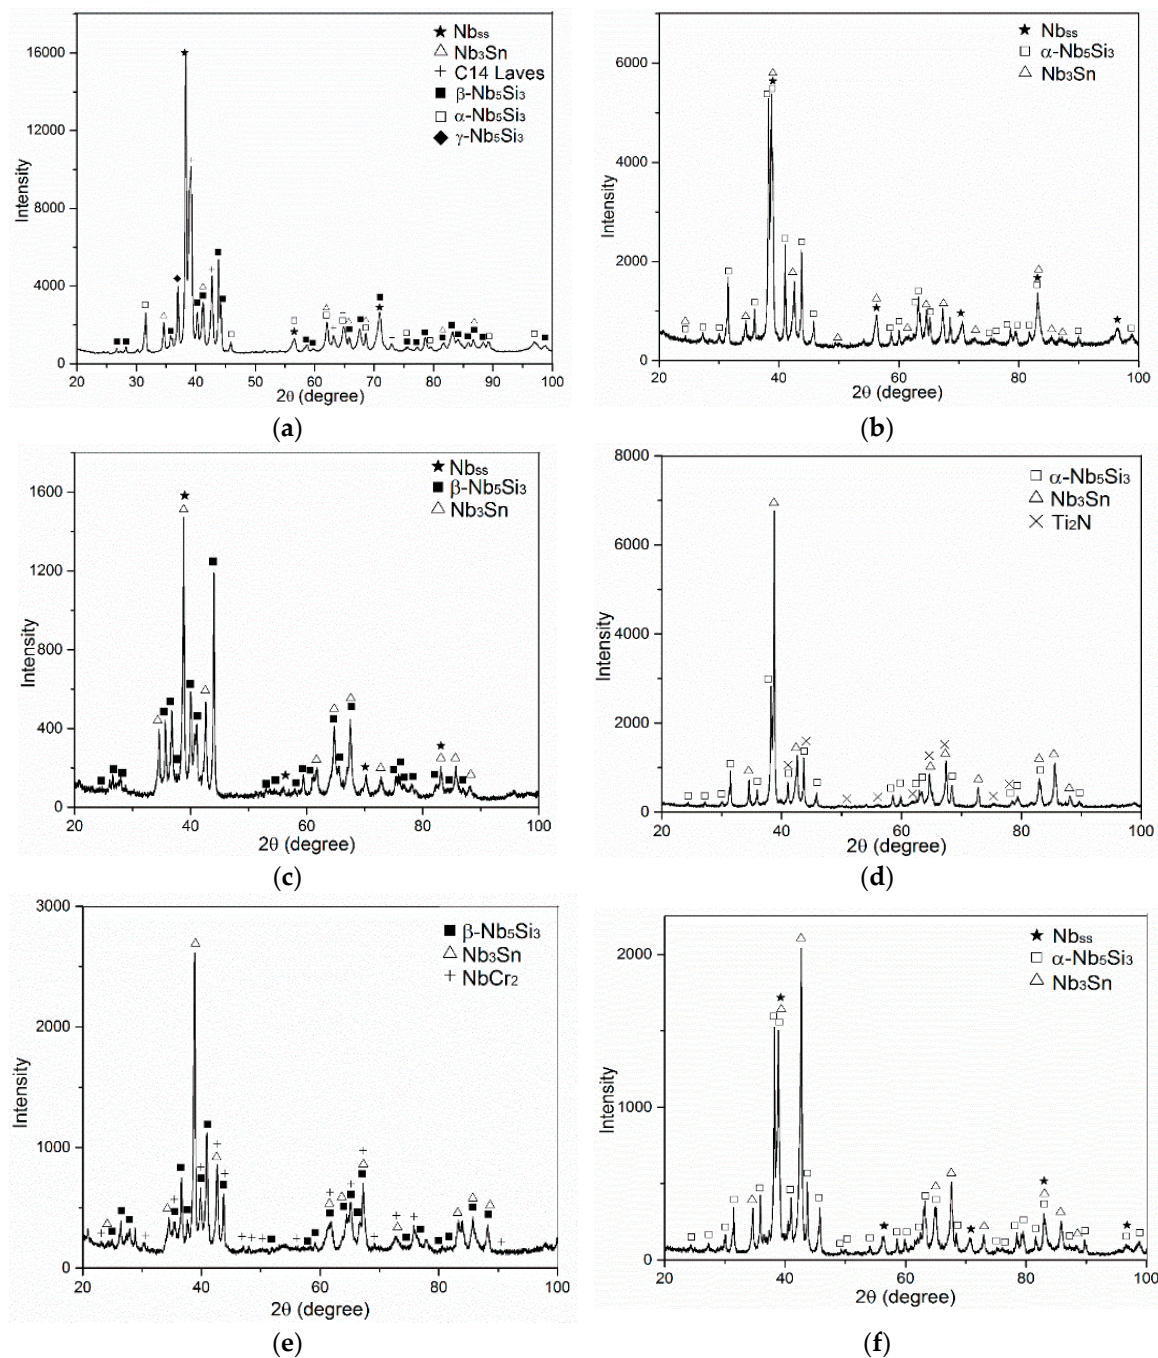 16000
12000
8000
4000
0
Intensity
20 30 40 50 60 70 80 90 100
2θ (degree)
Nbss
Nb3Sn
C14 Laves
β-Nb5Si3
α-Nb5Si3
γ-Nb5Si3
(a)
6000
4000
2000
0
Intensity
20 40 60 80 100
2θ (degree)
Nbss
α-Nb5Si3
Nb3Sn
(b)
1600
1200
800
400
0
Intensity
20 40 60 80 100
2θ (degree)
Nbss
β-Nb5Si3
Nb3Sn
(c)
8000
6000
4000
2000
0
Intensity
20 40 60 80 100
2θ (degree)
α-Nb5Si3
Nb3Sn
Ti2N
(d)
3000
2000
1000
0
Intensity
20 40 60 80 100
2θ (degree)
β-Nb5Si3
Nb3Sn
NbCr2
(e)
2000
1000
0
Intensity
20 40 60 80 100
2θ (degree)
Nbss
α-Nb5Si3
Nb3Sn
(f)